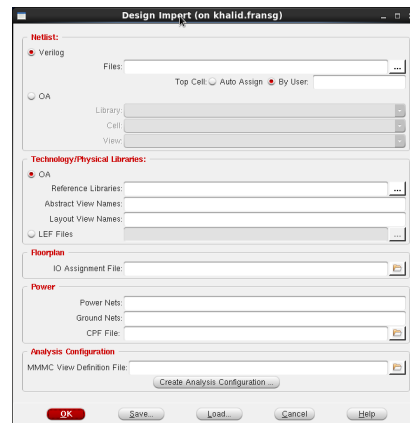 Design Import (on khalid.fransg)
Netlist:
Verilog
Files:
...
Top Cell: Auto Assign By User:
OA
Library:
Cell:
View:
Technology/Physical Libraries:
OA
Reference Libraries:
...
Abstract View Names:
Layout View Names:
LEF Files
...
Floorplan
IO Assignment File:
Power
Power Nets:
Ground Nets:
CPF File:
Analysis Configuration
MMMC View Definition File:
Create Analysis Configuration ...
OK Save... Load... Cancel Help